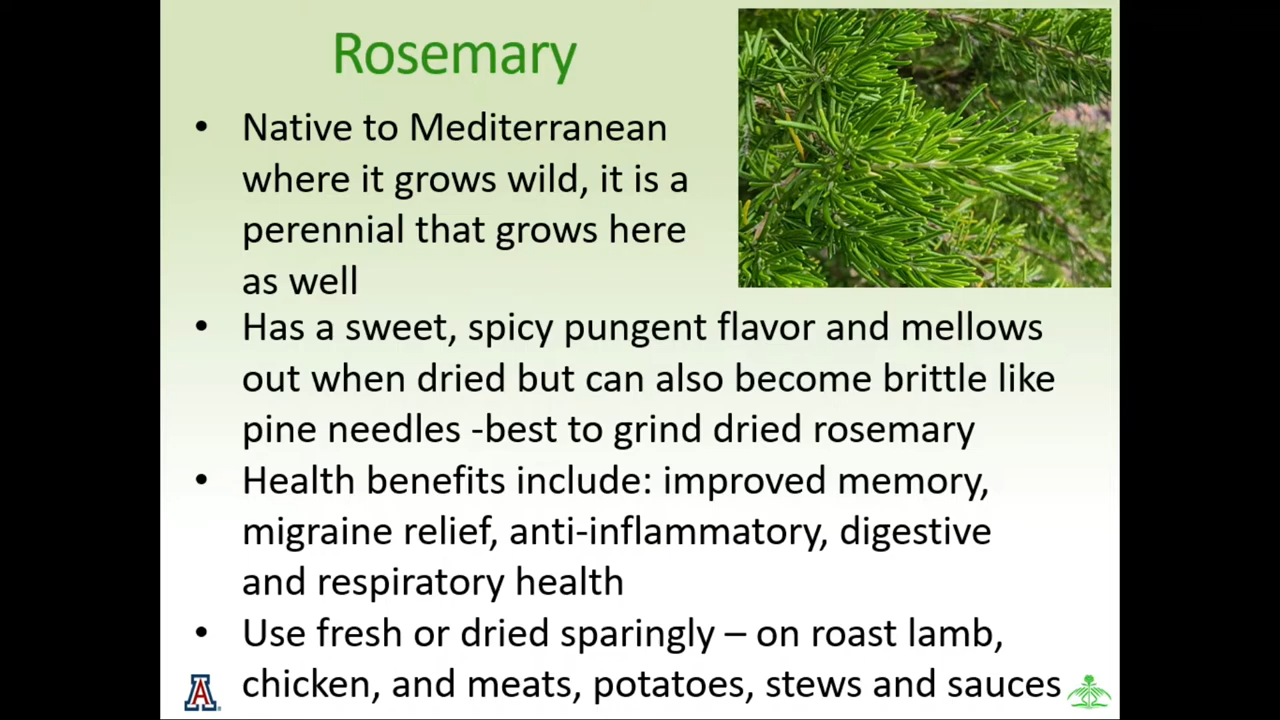 Rosemary
• Native to Mediterranean
where it grows wild, it is a
perennial that grows here
as well
• Has a sweet, spicy pungent flavor and mellows
out when dried but can also become brittle like
pine needles -best to grind dried rosemary
• Health benefits include: improved memory,
migraine relief, anti-inflammatory, digestive
and respiratory health
• Use fresh or dried sparingly – on roast lamb,
chicken, and meats, potatoes, stews and sauces
A